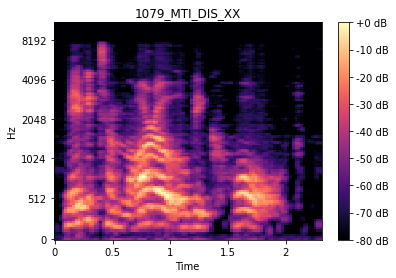 1079_MTI_DIS_XX
8192
4096
2048
1024
512
0
Hz
0 0.5 1 1.5 2
Time
+0 dB
-10 dB
-20 dB
-30 dB
-40 dB
-50 dB
-60 dB
-70 dB
-80 dB